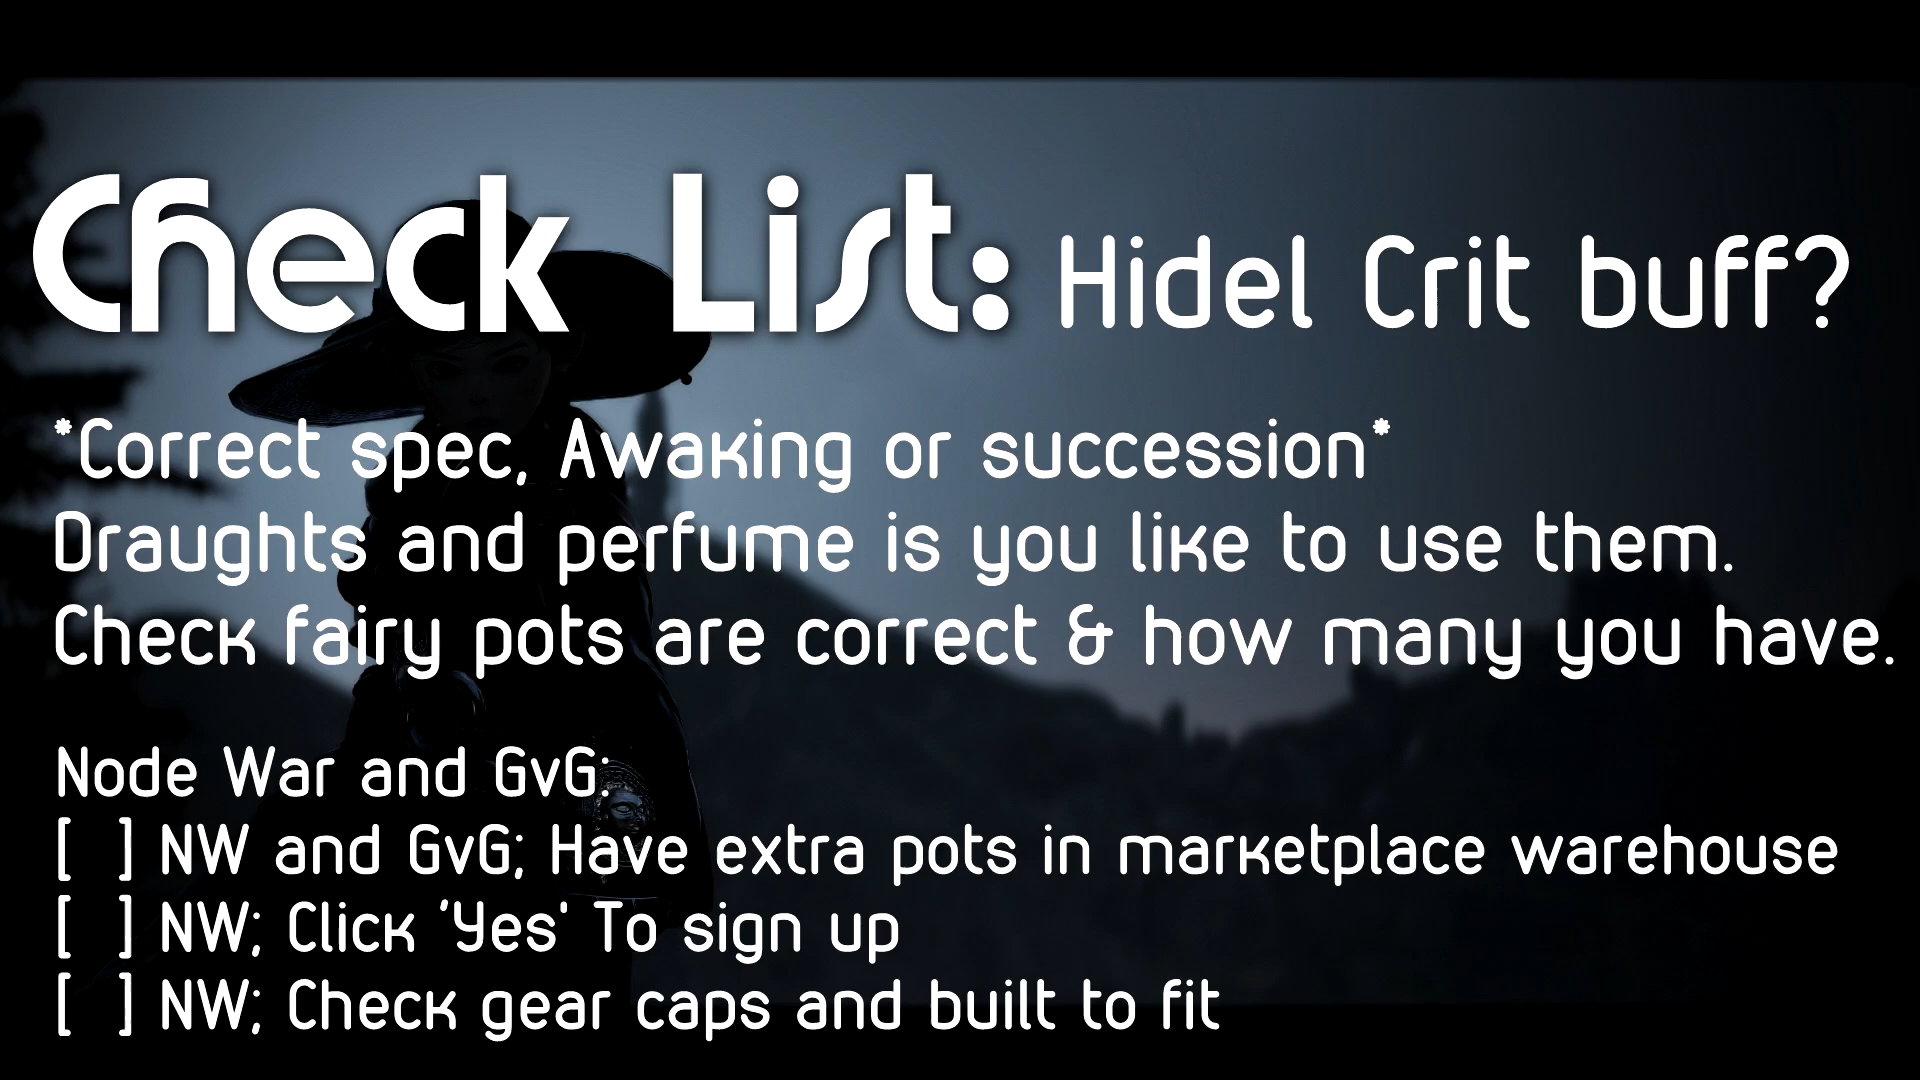 Check List: Hidel Crit buff?
*Correct spec, Awaking or succession*
Draughts and perfume is you like to use them.
Check fairy pots are correct & how many you have.
Node War and GvG:
[  ] NW and GvG; Have extra pots in marketplace warehouse
[  ] NW; Click ‘Yes' To sign up
[  ] NW; Check gear caps and built to fit